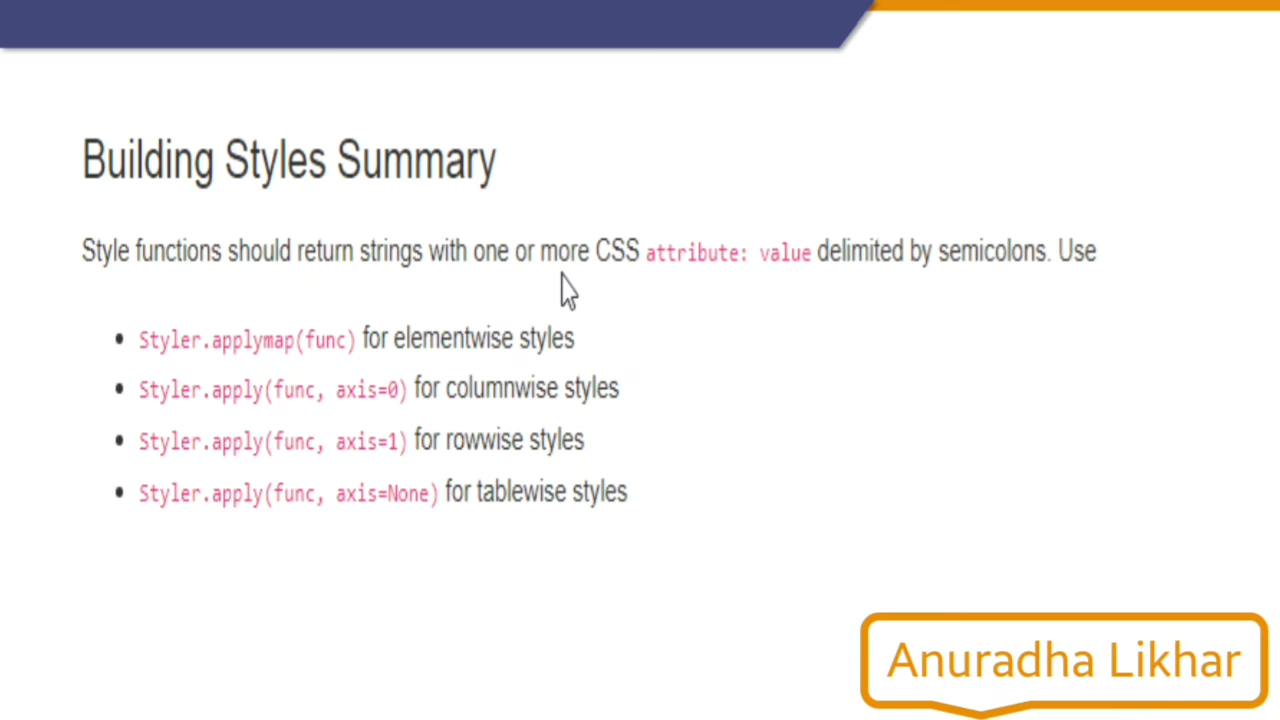 Building Styles Summary
Style functions should return strings with one or more CSS attribute: value delimited by semicolons. Use
• Styler.applymap(func) for elementwise styles
• Styler.apply(func, axis=0) for columnwise styles
• Styler.apply(func, axis=1) for rowwise styles
• Styler.apply(func, axis=None) for tablewise styles
Anuradha Likhar